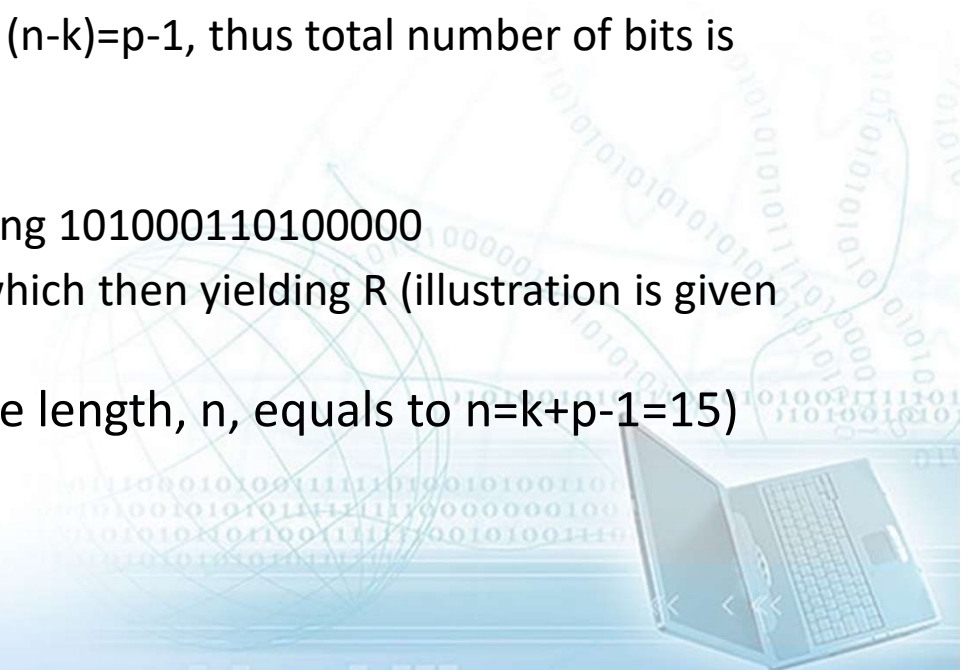 (n-k)=p-1, thus total number of bits is
ng 101000110100000
which then yielding R (illustration is given
e length, n, equals to n=k+p-1=15)